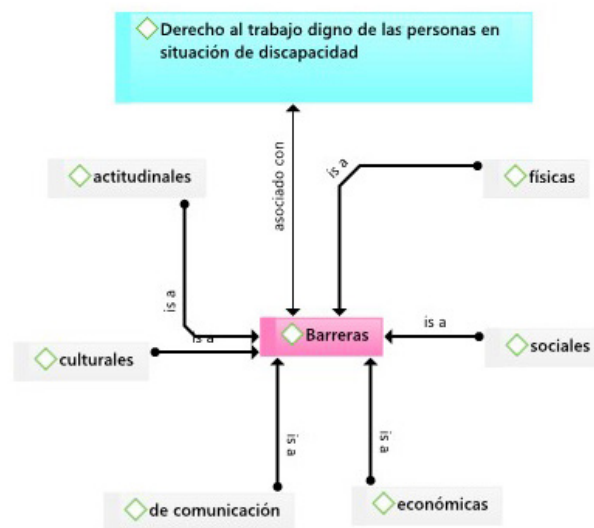 Derecho al trabajo digno de las personas en
situación de discapacidad
asociado con
actitudinales
is a
físicas
is a
Barreras
culturales
is a
sociales
is a
de comunicación
is a
económicas
is a